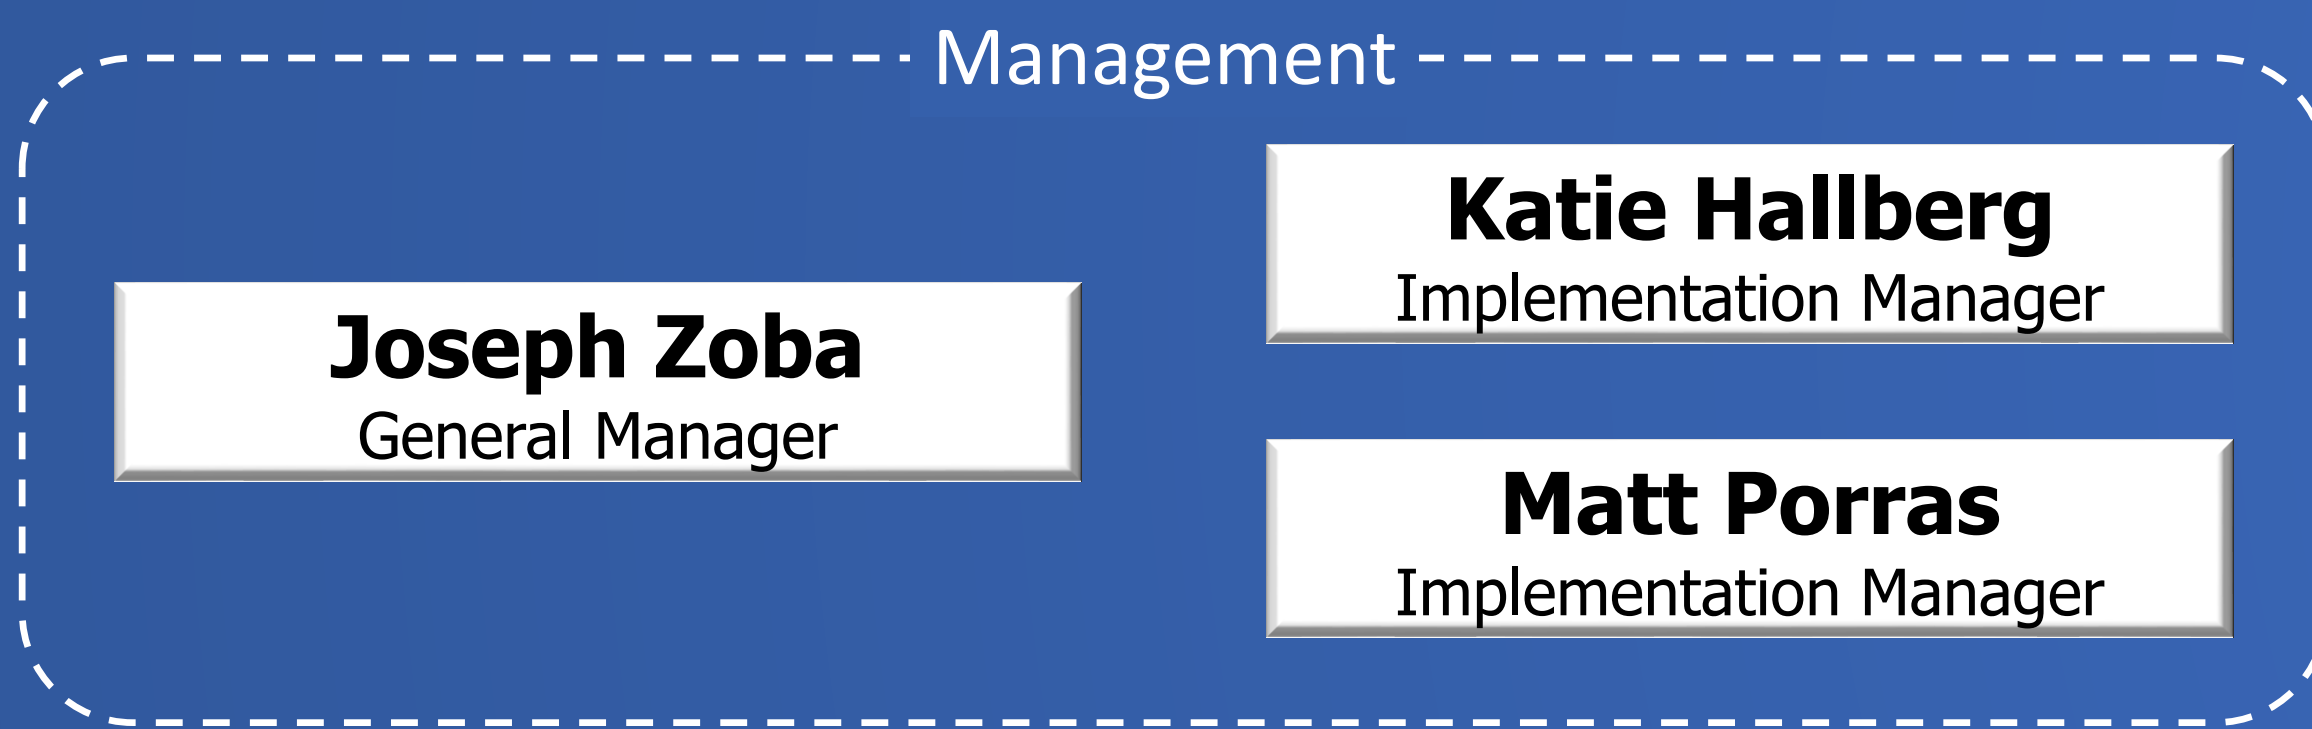 Management
Joseph Zoba
General Manager
Katie Hallberg
Implementation Manager
Matt Porras
Implementation Manager